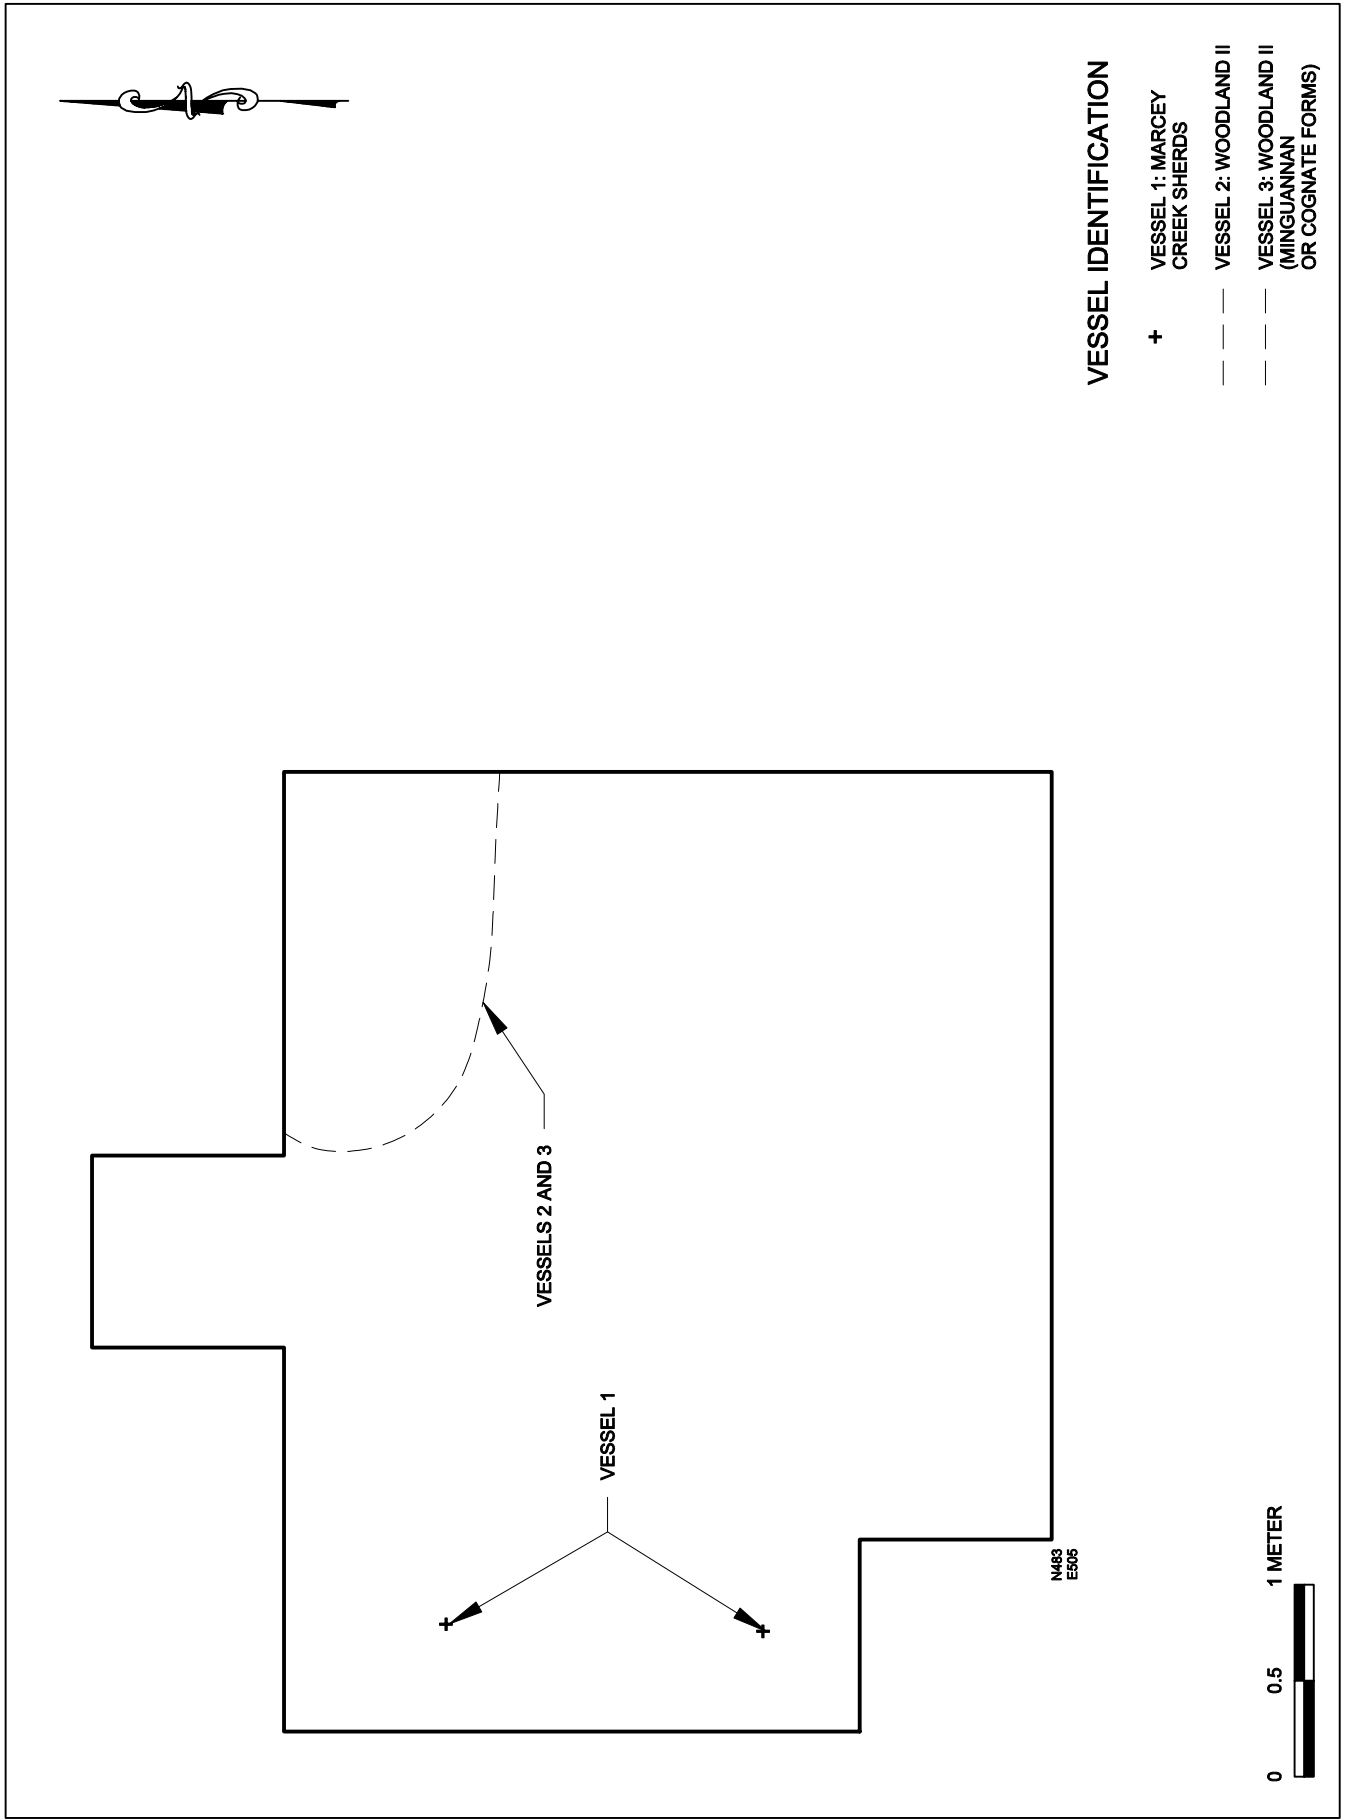 VESSEL IDENTIFICATION
+ VESSEL 1: MARCEY
CREEK SHERDS
VESSEL 2: WOODLAND II
VESSEL 3: WOODLAND II
(MINGUANNAN
OR COGNATE FORMS)
VESSELS 2 AND 3
VESSEL 1
N483
E505
0 0.5 1 METER